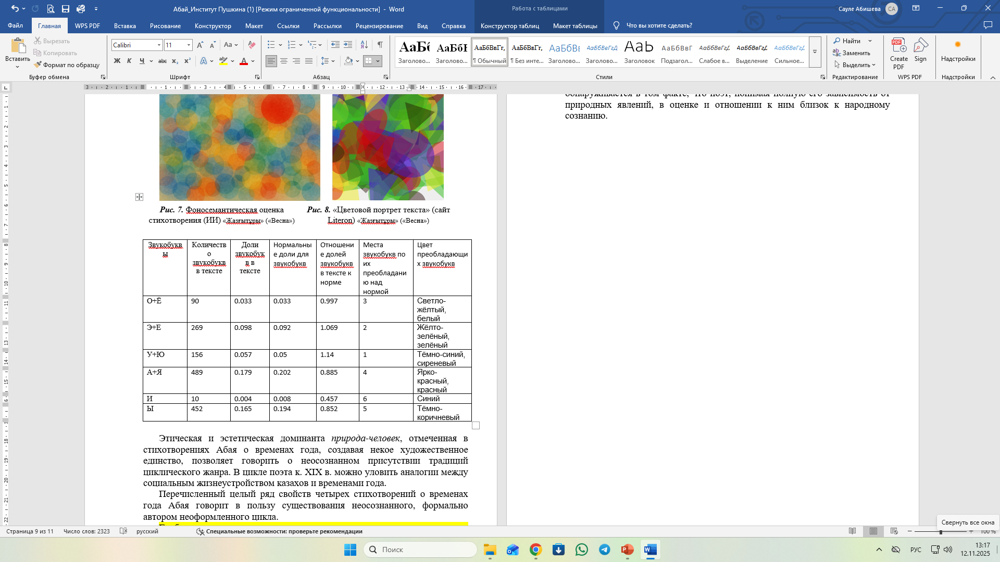 Абай_Институт Пушкина (1) [Режим ограниченной функциональности] - Word
Работа с таблицами
Сауле Абишева
СА
Файл
Главная
WPS PDF
Вставка
Рисование
Конструктор
Макет
Ссылки
Рассылки
Рецензирование
Вид
Справка
Конструктор таблиц
Макет таблицы
Что вы хотите сделать?
Вставить
Вырезать
Копировать
Формат по образцу
Буфер обмена
Calibri
11
Шрифт
Абзац
АаБб
АаБбВ
АаБбВвГг,
АаБбВвГг,
АаБбВв
АаБбВвГгД
АаЬ
АаБбВвГ
АаБбВвГгД
АаБбВвГгД
АаБбВвГгД
Заголово...
Заголово...
¶ Обычный
¶ Без инте...
Заголово...
Заголово...
Заголовок
Подзагол...
Слабое в...
Выделение
Сильное...
Стили
Найти
Заменить
Выделить
Редактирование
Create PDF
Sign
WPS PDF
Надстройки
Надстройки
обнаруживается в том факте, что поэт, понимая полную его зависимость от
природных явлений, в оценке и отношении к ним близок к народному
сознанию.
Рис. 7. Фоносемантическая оценка
стихотворения (ИИ) «Жазғытұры» («Весна»)
Рис. 8. «Цветовой портрет текста» (сайт
Literon) «Жазғытұры» («Весна»)
Звукобукв
ы
Количеств
о
звукобукв
в тексте
Доли
звукобук
в в
тексте
Нормальны
е доли для
звукобукв
Отношени
е долей
звукобукв
в тексте к
норме
Места
звукобукв по
их
преобладани
ю над
нормой
Цвет
преобладающи
х звукобукв
О+Ё 90 0.033 0.033 0.997 3 Светло-
жёлтый,
белый
Э+Е 269 0.098 0.092 1.069 2 Жёлто-
зелёный,
зелёный
У+Ю 156 0.057 0.05 1.14 1 Тёмно-синий,
сиреневый
А+Я 489 0.179 0.202 0.885 4 Ярко-
красный,
красный
И 10 0.004 0.008 0.457 6 Синий
Ы 452 0.165 0.194 0.852 5 Тёмно-
коричневый
Этическая и эстетическая доминанта природа-человек, отмеченная в
стихотворениях Абая о временах года, создавая некое художественное
единство, позволяет говорить о неосознанном присутствии традиций
циклического жанра. В цикле поэта к. XIX в. можно уловить аналогии между
социальным жизнеустройством казахов и временами года.
Перечисленный целый ряд свойств четырех стихотворений о временах
года Абая говорит в пользу существования неосознанного, формально
автором неоформленного цикла.
Свернуть все окна
Страница 9 из 11
Число слов: 2323
русский
Специальные возможности: проверьте рекомендации
100 %
Поиск
РУС
13:17
12.11.2025